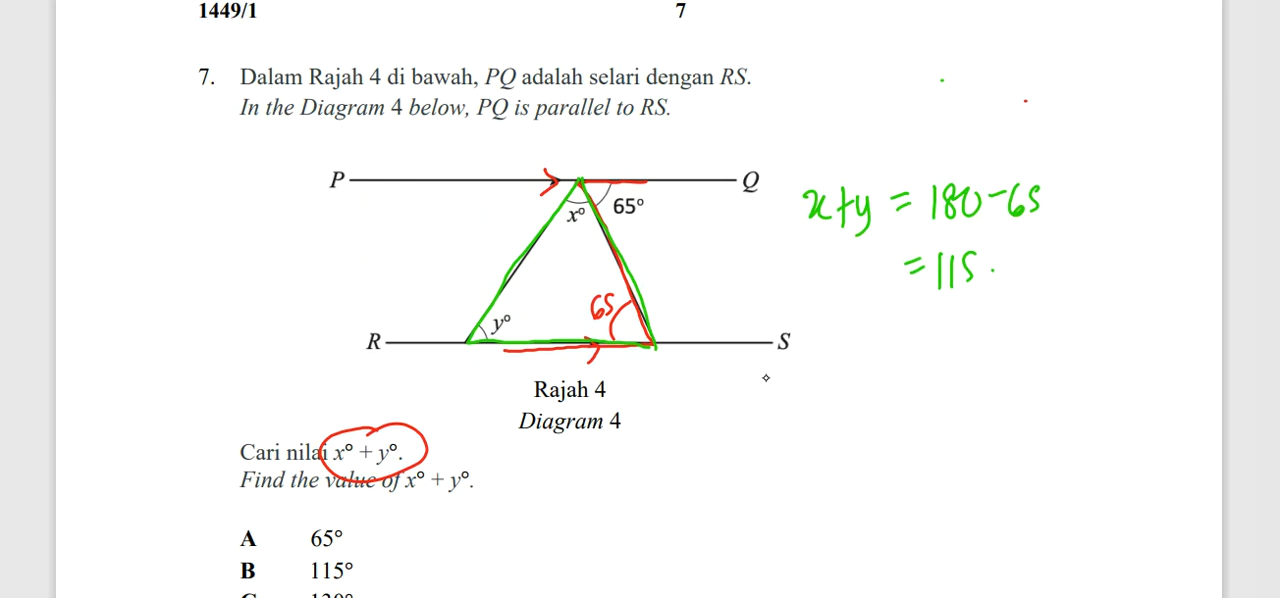 1449/1 7
7. Dalam Rajah 4 di bawah, PQ adalah selari dengan RS.
In the Diagram 4 below, PQ is parallel to RS.
P Q
x° 65°
x+y = 180-65
= 115.
65
y°
R S
Rajah 4
Diagram 4
Cari nilai x° + y°.
Find the value of x° + y°.
A 65°
B 115°